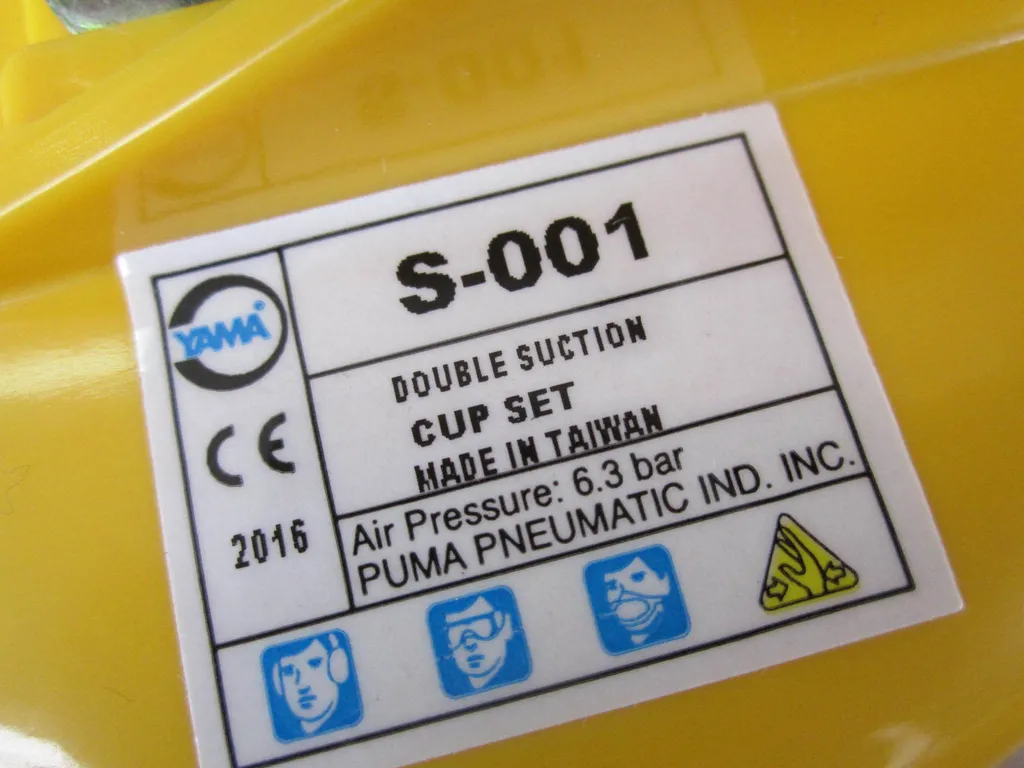 S-001
YAMA®
DOUBLE SUCTION
CUP SET
MADE IN TAIWAN
CE
2016
Air Pressure: 6.3 bar
PUMA PNEUMATIC IND. INC.